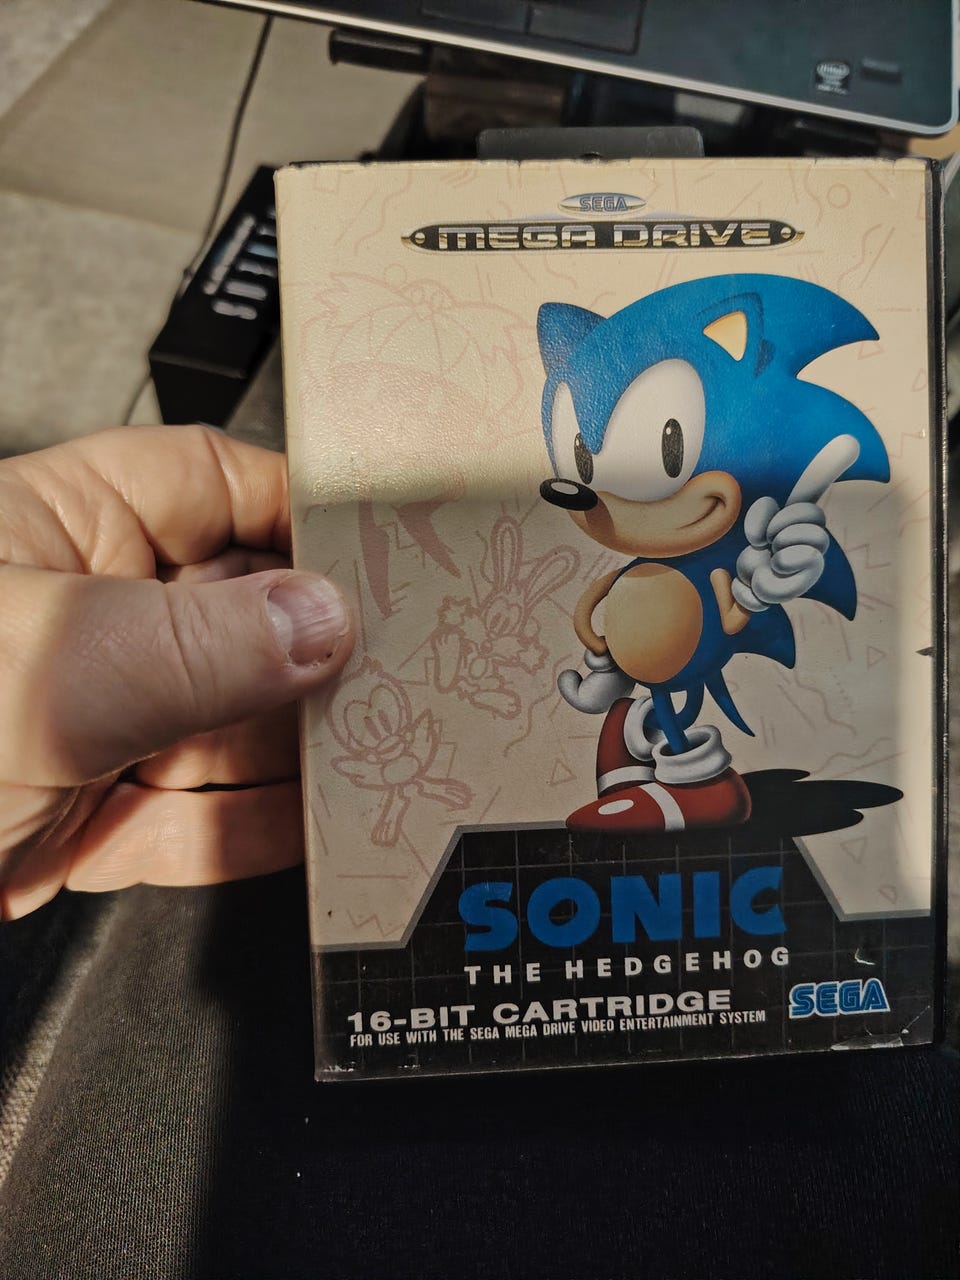 SEGA
MEGA DRIVE
SONIC
THE HEDGEHOG
16-BIT CARTRIDGE
FOR USE WITH THE SEGA MEGA DRIVE VIDEO ENTERTAINMENT SYSTEM
SEGA